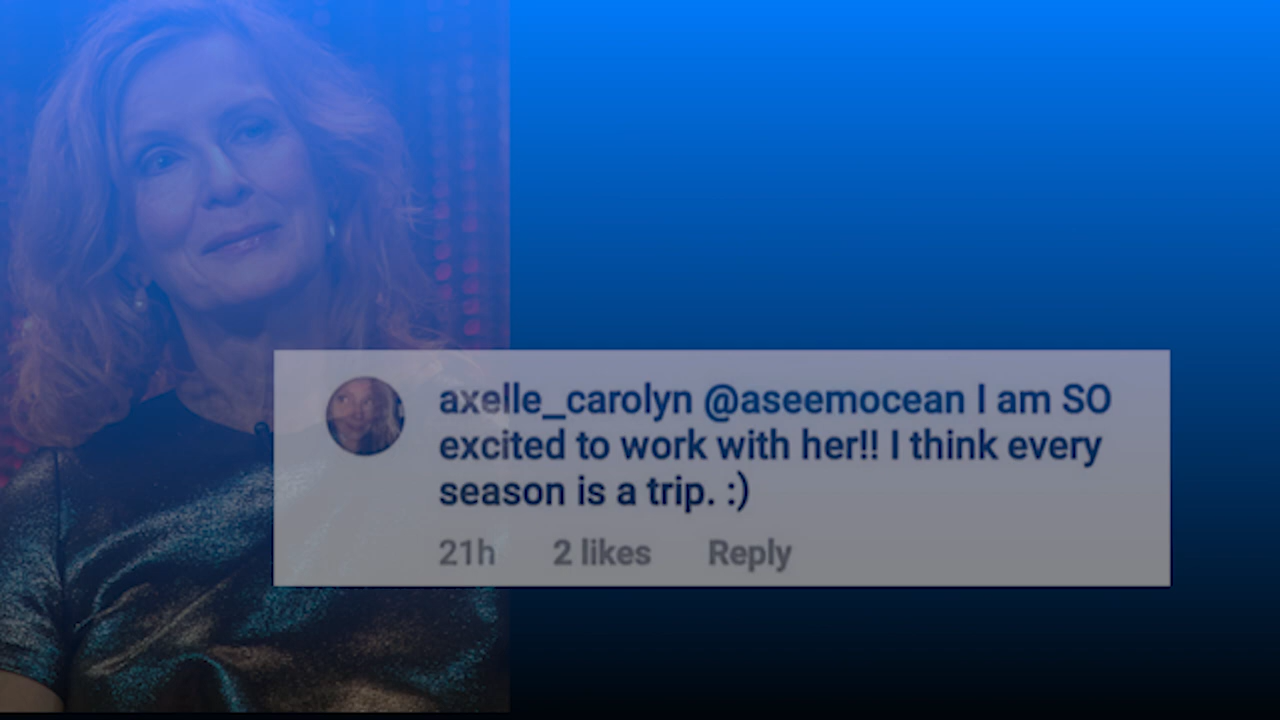 axelle_carolyn @aseemocean I am SO
excited to work with her!! I think every
season is a trip. :)
21h 2 likes Reply